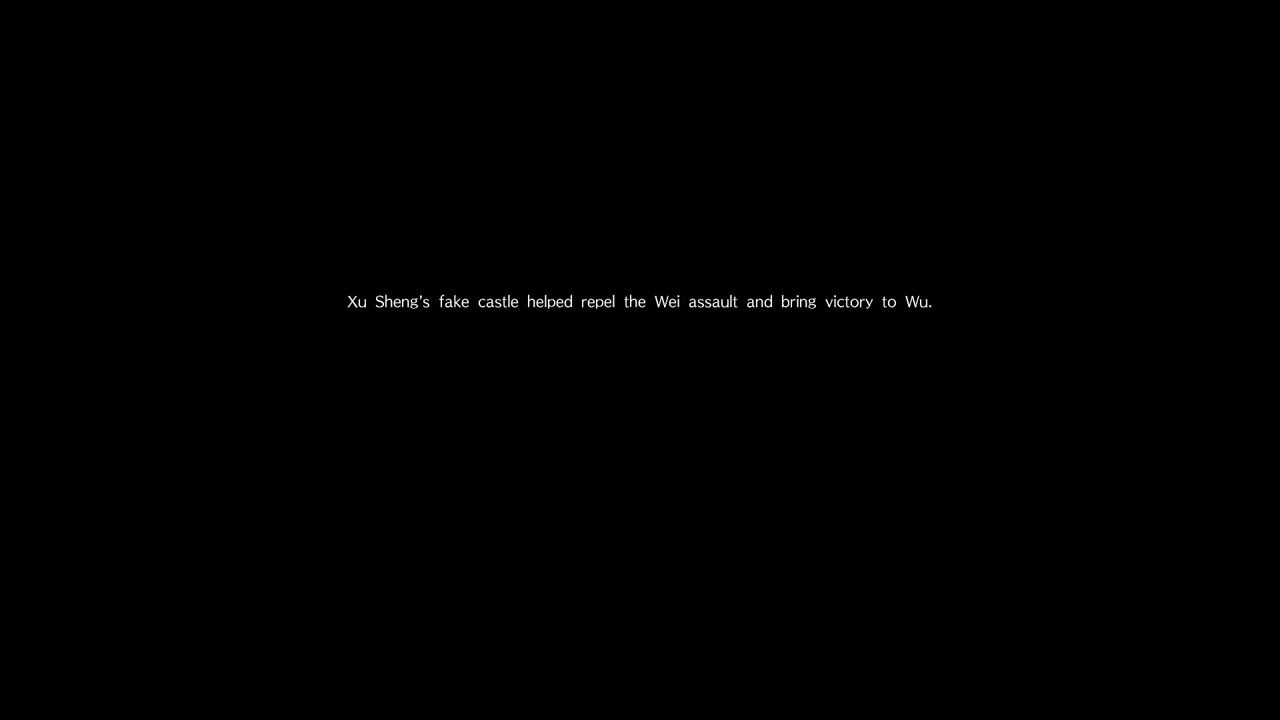 Xu Sheng's fake castle helped repel the Wei assault and bring victory to Wu.